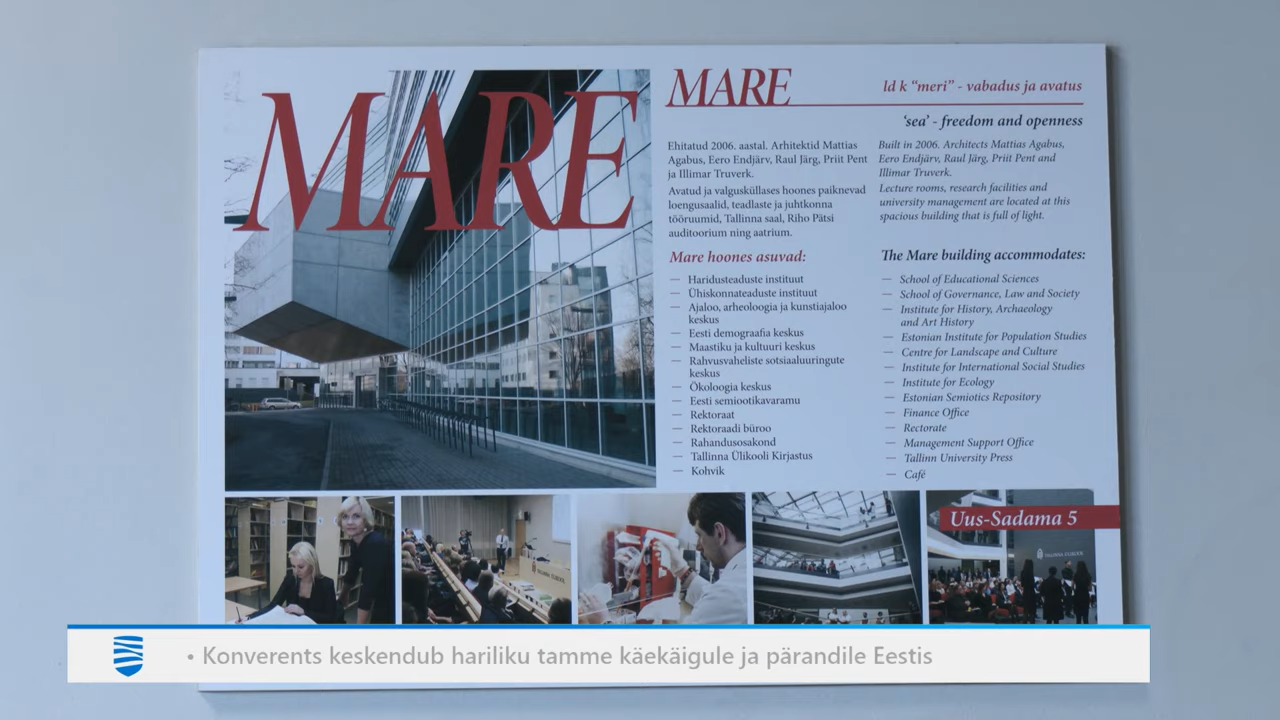 MARE
MARE
ld k "meri" - vabadus ja avatus
'sea' - freedom and openness
Ehitatud 2006. aastal. Arhitektid Mattias
Agabus, Eero Endjärv, Raul Järg, Priit Pent
ja Illimar Truverk.
Avatud ja valgusküllases hoones paiknevad
loengusaalid, teadlaste ja juhtkonna
tööruumid, Tallinna saal, Riho Pätsi
auditoorium ning aatrium.
Mare hoones asuvad:
— Haridusteaduste instituut
— Ühiskonnateaduste instituut
— Ajaloo, arheoloogia ja kunstiajaloo
keskus
— Eesti demograafia keskus
— Maastiku ja kultuuri keskus
— Rahvusvaheliste sotsiaaluuringute
keskus
— Ökoloogia keskus
— Eesti semiootikavaramu
— Rektoraat
— Rektoraadi büroo
— Rahandusosakond
— Tallinna Ülikooli Kirjastus
— Kohvik
Built in 2006. Architects Mattias Agabus,
Eero Endjärv, Raul Järg, Priit Pent and
Illimar Truverk.
Lecture rooms, research facilities and
university management are located at this
spacious building that is full of light.
The Mare building accommodates:
— School of Educational Sciences
— School of Governance, Law and Society
— Institute for History, Archaeology
and Art History
— Estonian Institute for Population Studies
— Centre for Landscape and Culture
— Institute for International Social Studies
— Institute for Ecology
— Estonian Semiotics Repository
— Finance Office
— Rectorate
— Management Support Office
— Tallinn University Press
— Café
Uus-Sadama 5
TALLINNA ÜLIKOOL
TALLINNA ÜLIKOOL
• Konverents keskendub hariliku tamme käekäigule ja pärandile Eestis